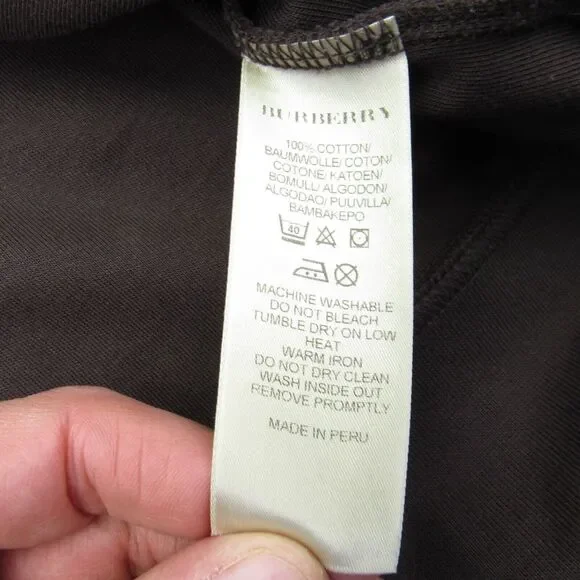 BURBERRY
100% COTTON/
BAUMWOLLE/ COTON/
COTONE/ KATOEN/
BOMULL/ ALGODON/
ALGODAO/ PUUVILLA/
BAMBAKEPO
40
MACHINE WASHABLE
DO NOT BLEACH
TUMBLE DRY ON LOW
HEAT
WARM IRON
DO NOT DRY CLEAN
WASH INSIDE OUT
REMOVE PROMPTLY
MADE IN PERU